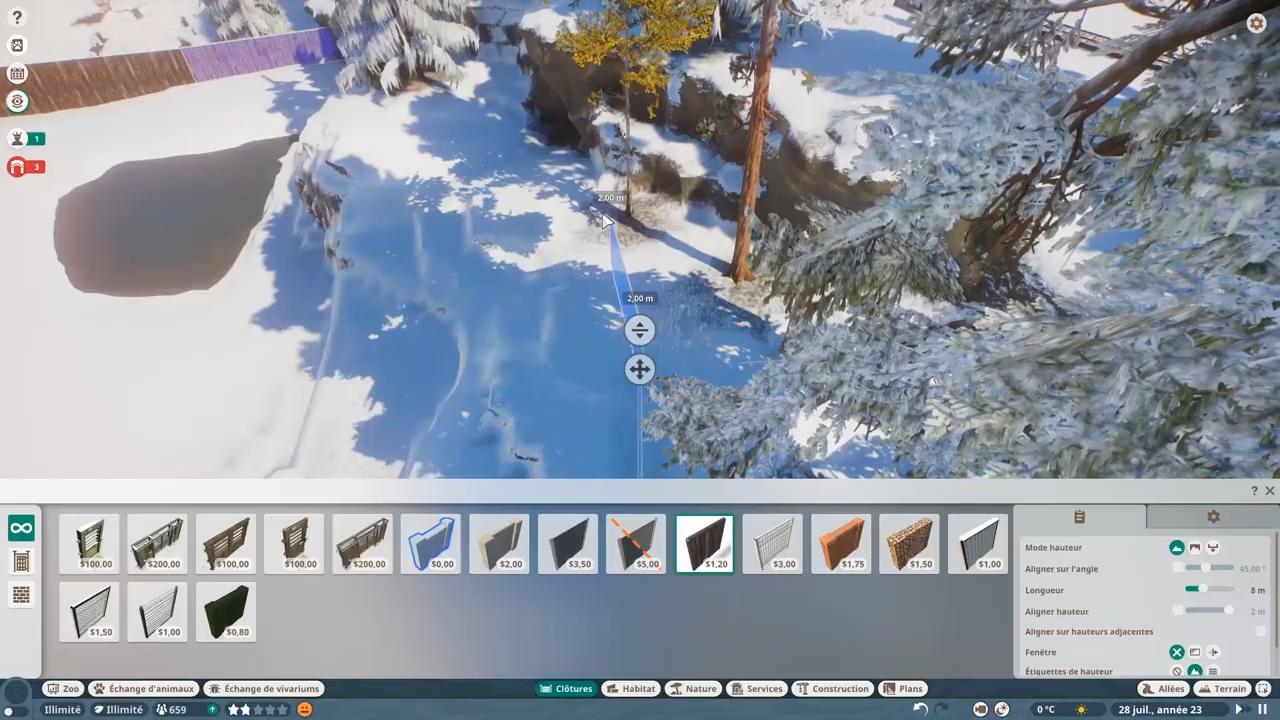 ?
1
3
2,00 m
2,00 m
?
$100,00
$200,00
$100,00
$100,00
$200,00
$0,00
$2,00
$3,50
$5,00
$1,20
$3,00
$1,75
$1,50
$1,00
$1,50
$1,00
$0,80
Mode hauteur
Aligner sur l'angle 45,00 °
Longueur 8 m
Aligner hauteur 2 m
Aligner sur hauteurs adjacentes
Fenêtre
Étiquettes de hauteur
Zoo Échange d'animaux Échange de vivariums Clôtures Habitat Nature Services Construction Plans Allées Terrain
Illimité Illimité 659 0 °C 28 juil., année 23